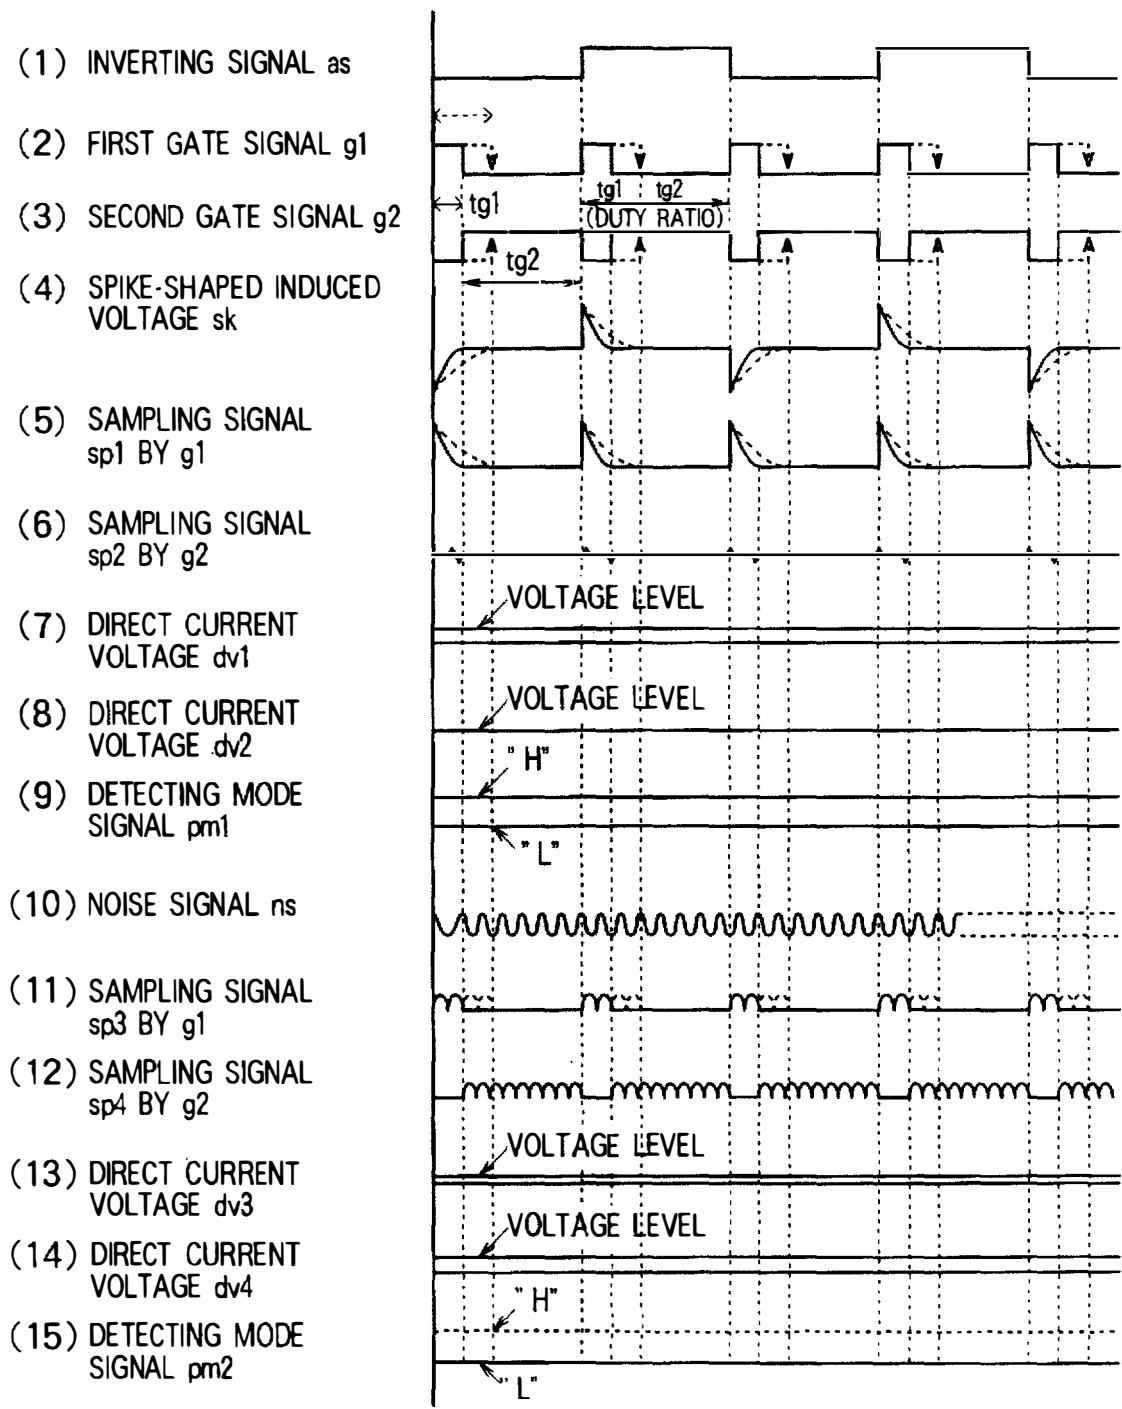 (1) INVERTING SIGNAL as
(2) FIRST GATE SIGNAL g1
tg1
tg1 tg2
(3) SECOND GATE SIGNAL g2
(DUTY RATIO)
tg2
(4) SPIKE-SHAPED INDUCED
VOLTAGE sk
(5) SAMPLING SIGNAL
sp1 BY g1
(6) SAMPLING SIGNAL
sp2 BY g2
VOLTAGE LEVEL
(7) DIRECT CURRENT
VOLTAGE dv1
VOLTAGE LEVEL
(8) DIRECT CURRENT
VOLTAGE dv2
"H"
(9) DETECTING MODE
SIGNAL pm1
"L"
(10) NOISE SIGNAL ns
(11) SAMPLING SIGNAL
sp3 BY g1
(12) SAMPLING SIGNAL
sp4 BY g2
VOLTAGE LEVEL
(13) DIRECT CURRENT
VOLTAGE dv3
VOLTAGE LEVEL
(14) DIRECT CURRENT
VOLTAGE dv4
"H"
(15) DETECTING MODE
SIGNAL pm2
"L"